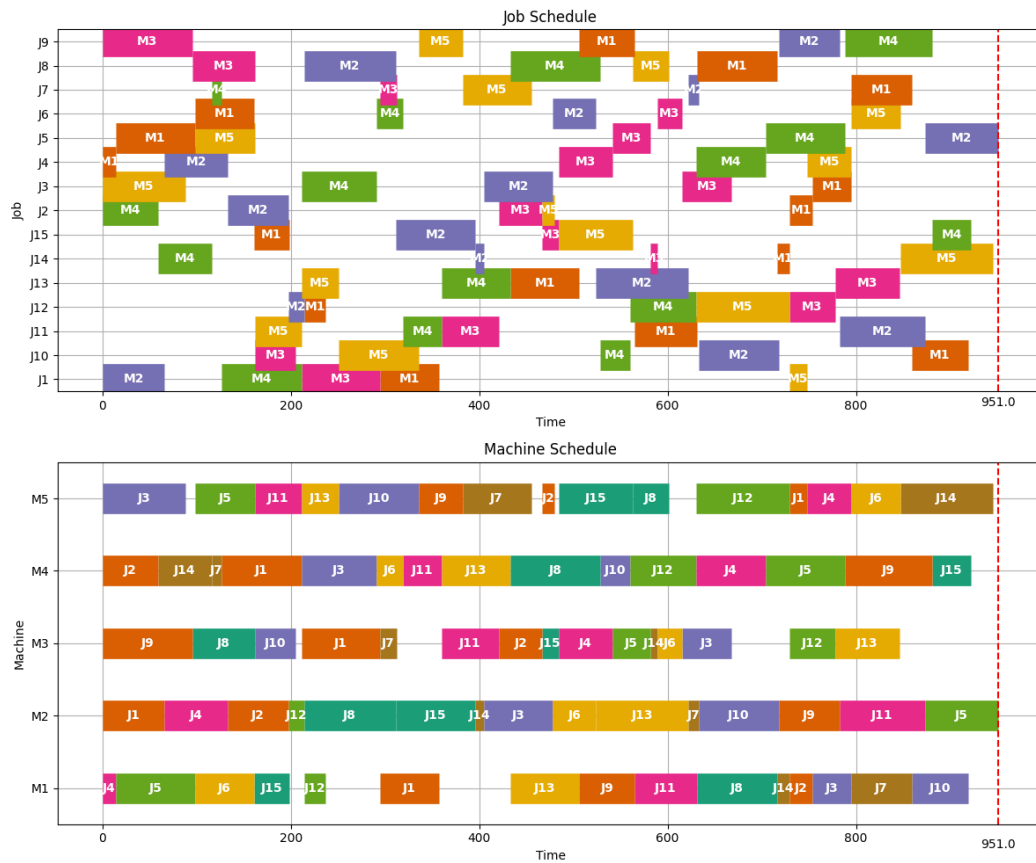 Job Schedule
J9 M3 M5 M1 M2 M4
J8 M3 M2 M4 M5 M1
J7 M4 M3 M5 M2 M1
J6 M1 M4 M2 M3 M5
J5 M1 M5 M3 M4 M2
J4 M1 M2 M3 M4 M5
J3 M5 M4 M2 M3 M1
J2 M4 M2 M3 M5 M1
J15 M1 M2 M3 M5 M4
J14 M4 M2 M3 M1 M5
J13 M5 M4 M1 M2 M3
J12 M2 M1 M4 M5 M3
J11 M5 M4 M3 M1 M2
J10 M3 M5 M4 M2 M1
J1 M2 M4 M3 M1 M5
Job
0 200 400 600 800 951.0
Time
Machine Schedule
M5 J3 J5 J11 J13 J10 J9 J7 J2 J15 J8 J12 J1 J4 J6 J14
M4 J2 J14 J7 J1 J3 J6 J11 J13 J8 J10 J12 J4 J5 J9 J15
M3 J9 J8 J10 J1 J7 J11 J2 J15 J4 J5 J14 J6 J3 J12 J13
M2 J1 J4 J2 J12 J8 J15 J14 J3 J6 J13 J7 J10 J9 J11 J5
M1 J4 J5 J6 J15 J12 J1 J13 J9 J11 J8 J14 J2 J3 J7 J10
Machine
0 200 400 600 800 951.0
Time